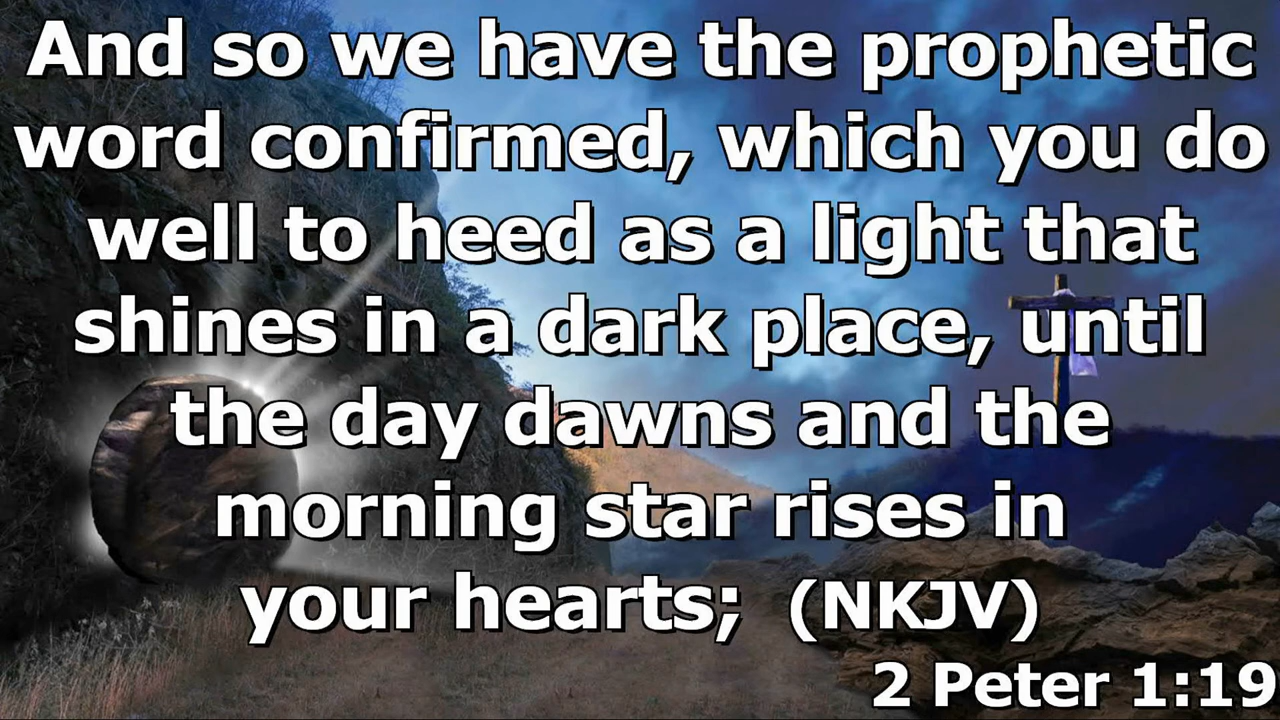 And so we have the prophetic
word confirmed, which you do
well to heed as a light that
shines in a dark place, until
the day dawns and the
morning star rises in
your hearts; (NKJV)
2 Peter 1:19